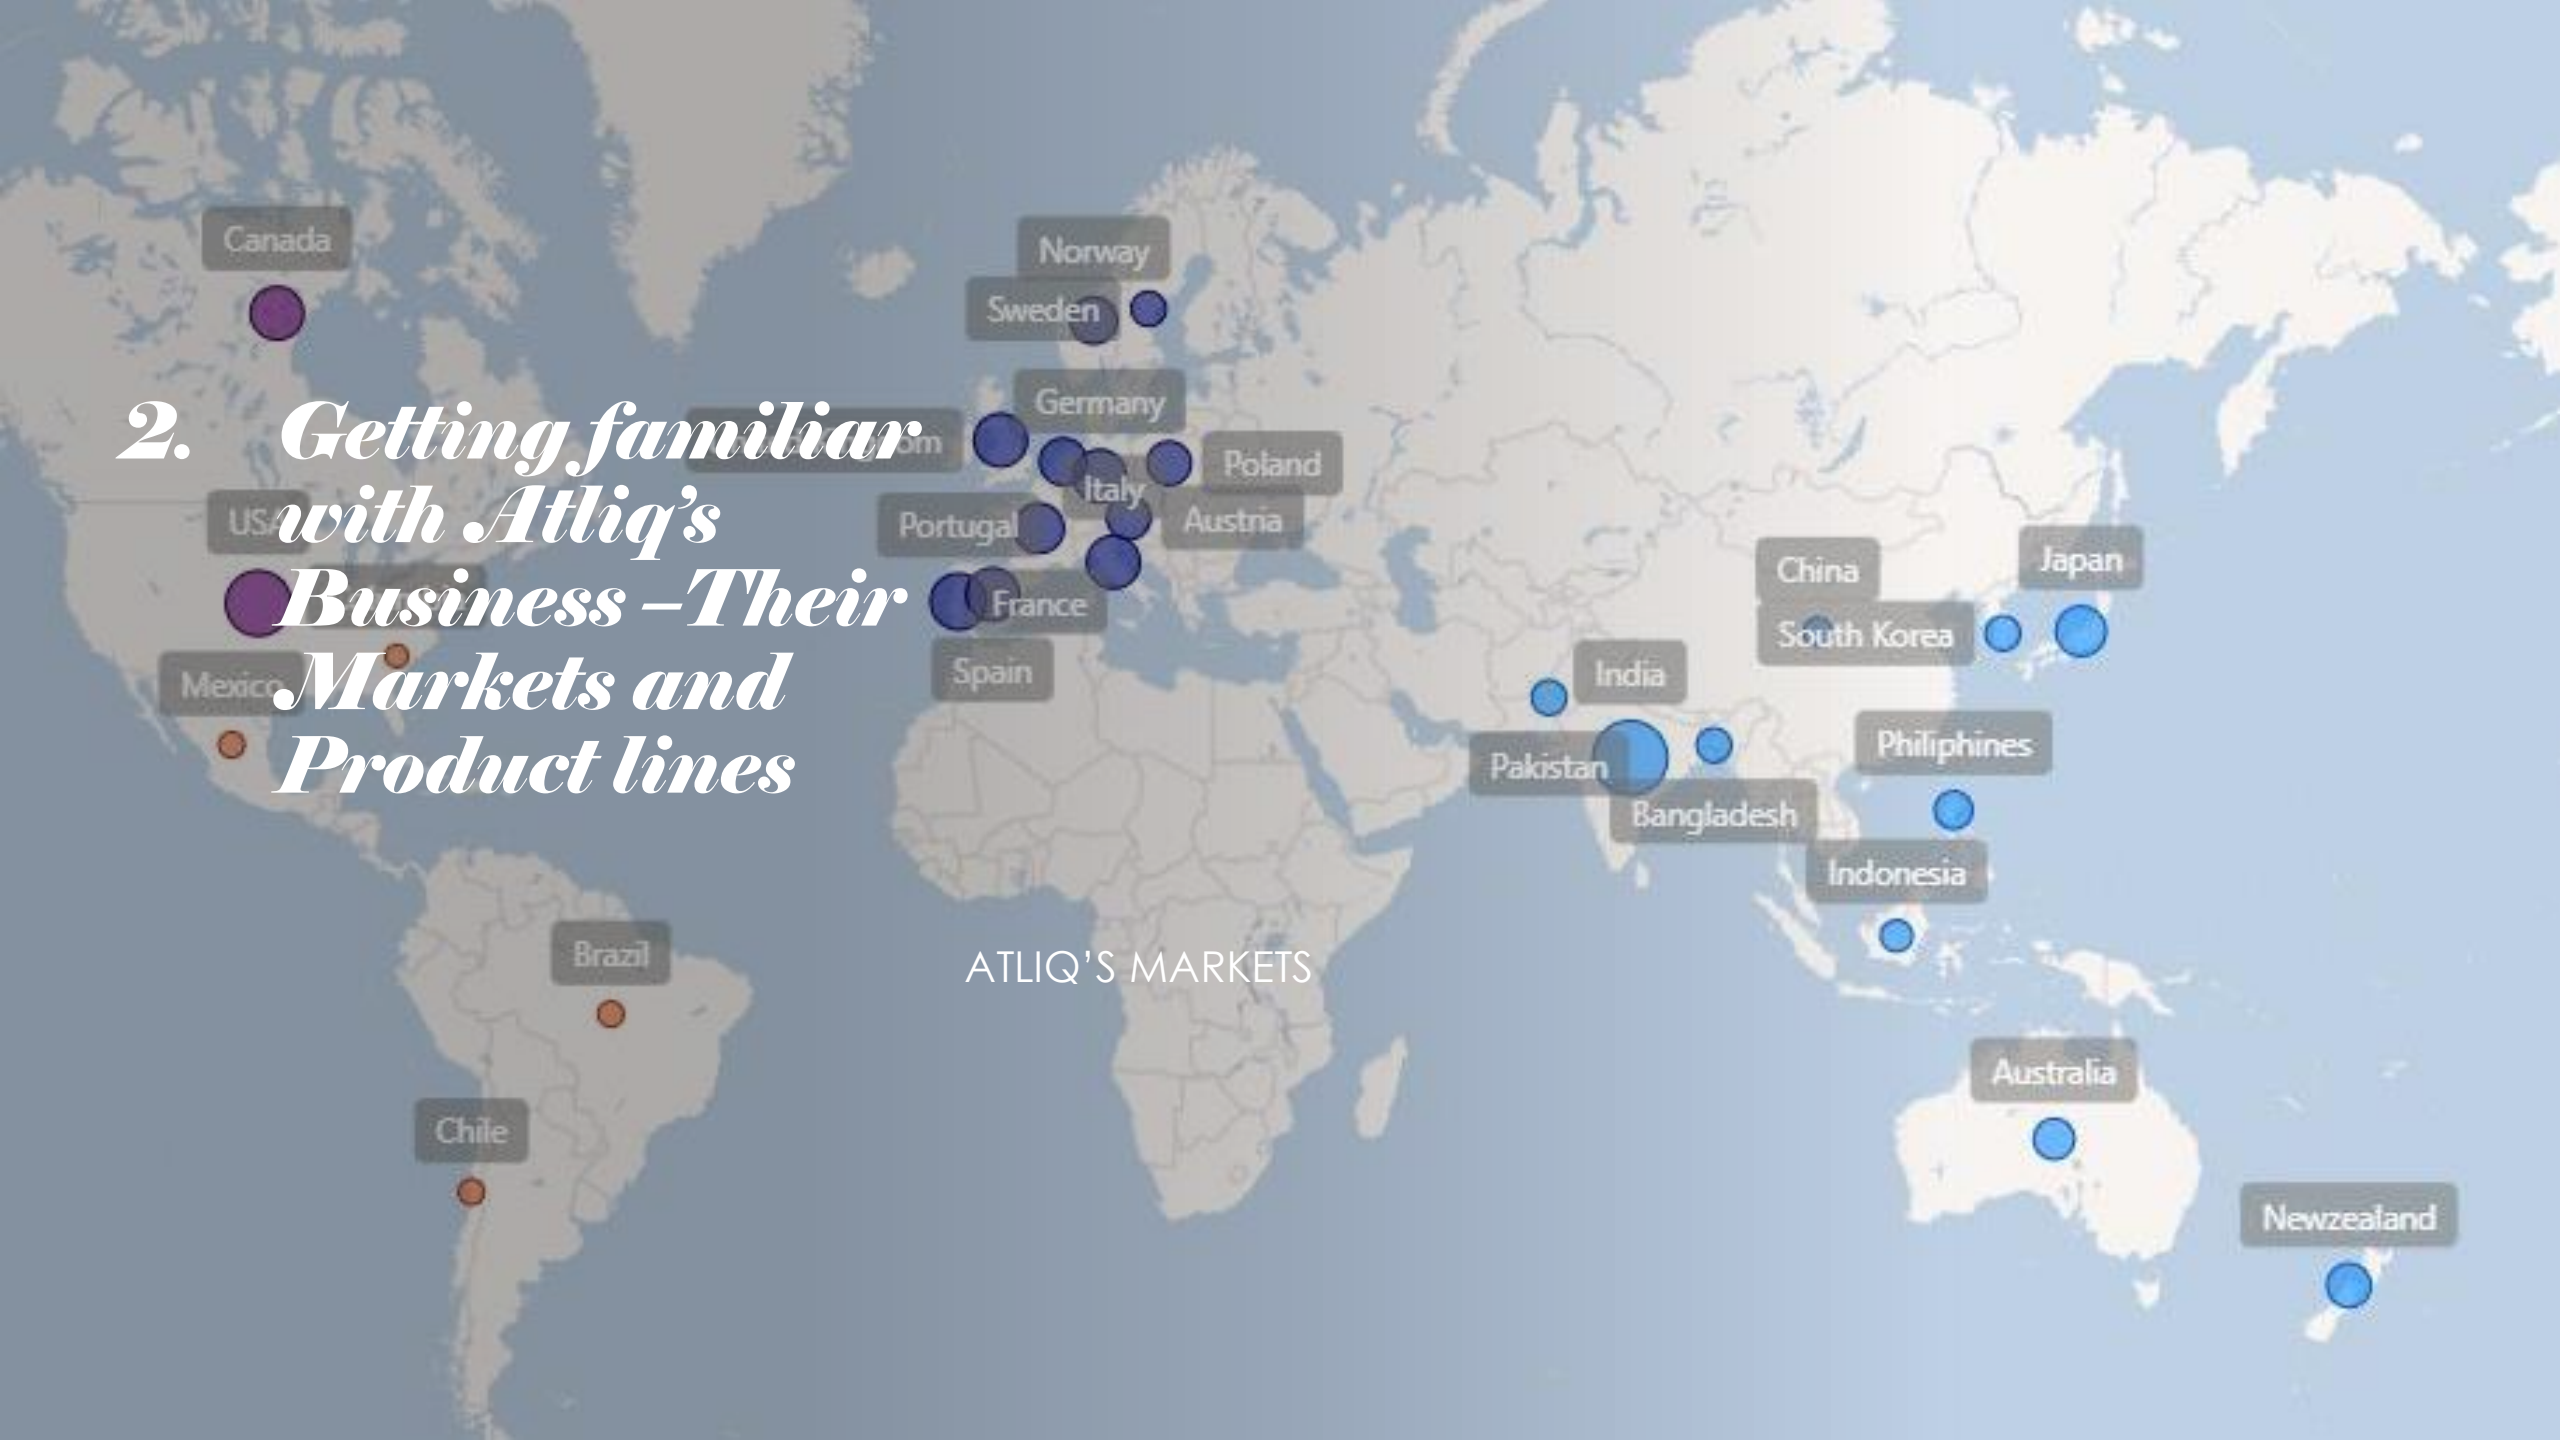 Canada
Norway
Sweden
Germany
2. Getting familiar
with Atliq’s
Business –Their
Markets and
Product lines
Poland
Italy
Portugal
Austria
USA
France
Spain
Mexico
China
Japan
South Korea
India
Pakistan
Philiphines
Bangladesh
Indonesia
Brazil
ATLIQ’S MARKETS
Australia
Chile
Newzealand